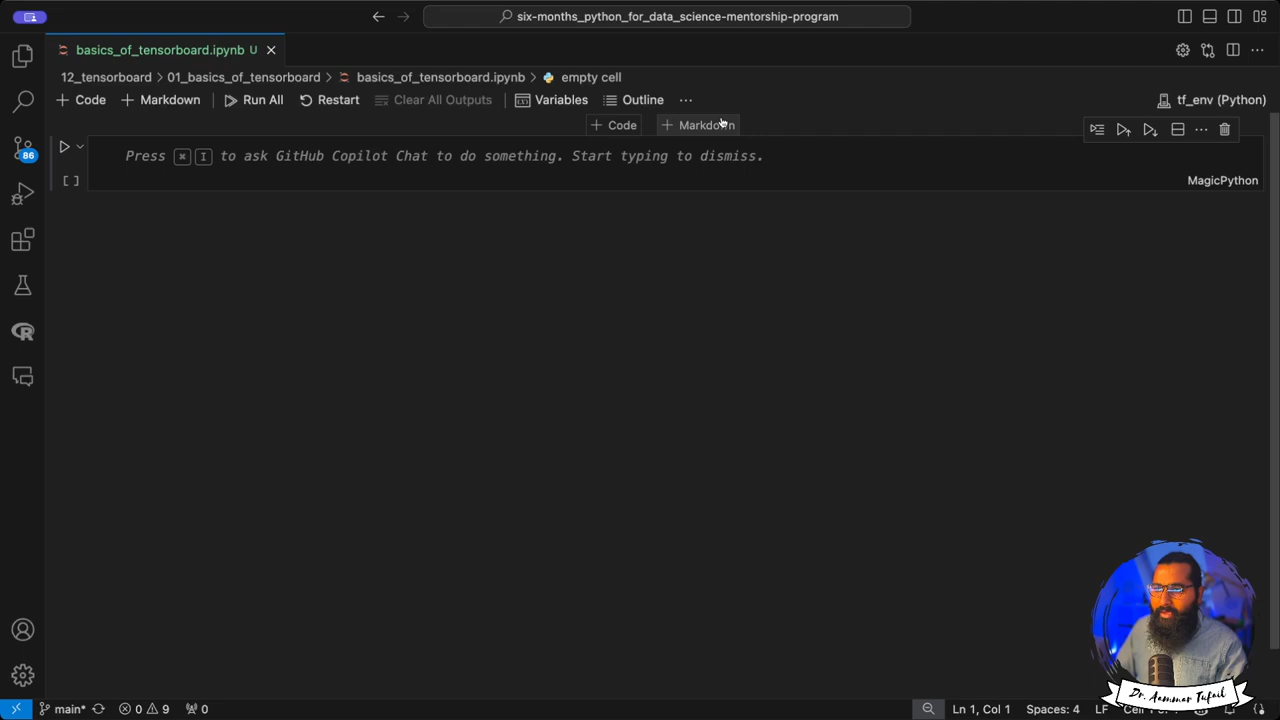 six-months_python_for_data_science-mentorship-program
basics_of_tensorboard.ipynb U
12_tensorboard > 01_basics_of_tensorboard > basics_of_tensorboard.ipynb > empty cell
+ Code + Markdown Run All Restart Clear All Outputs Variables Outline ... tf_env (Python)
+ Code + Markdown
Press ⌘ I to ask GitHub Copilot Chat to do something. Start typing to dismiss.
[ ] MagicPython
86
R
Dr. Aammar Tufail
main* 0 9 0 Ln 1, Col 1 Spaces: 4 LF